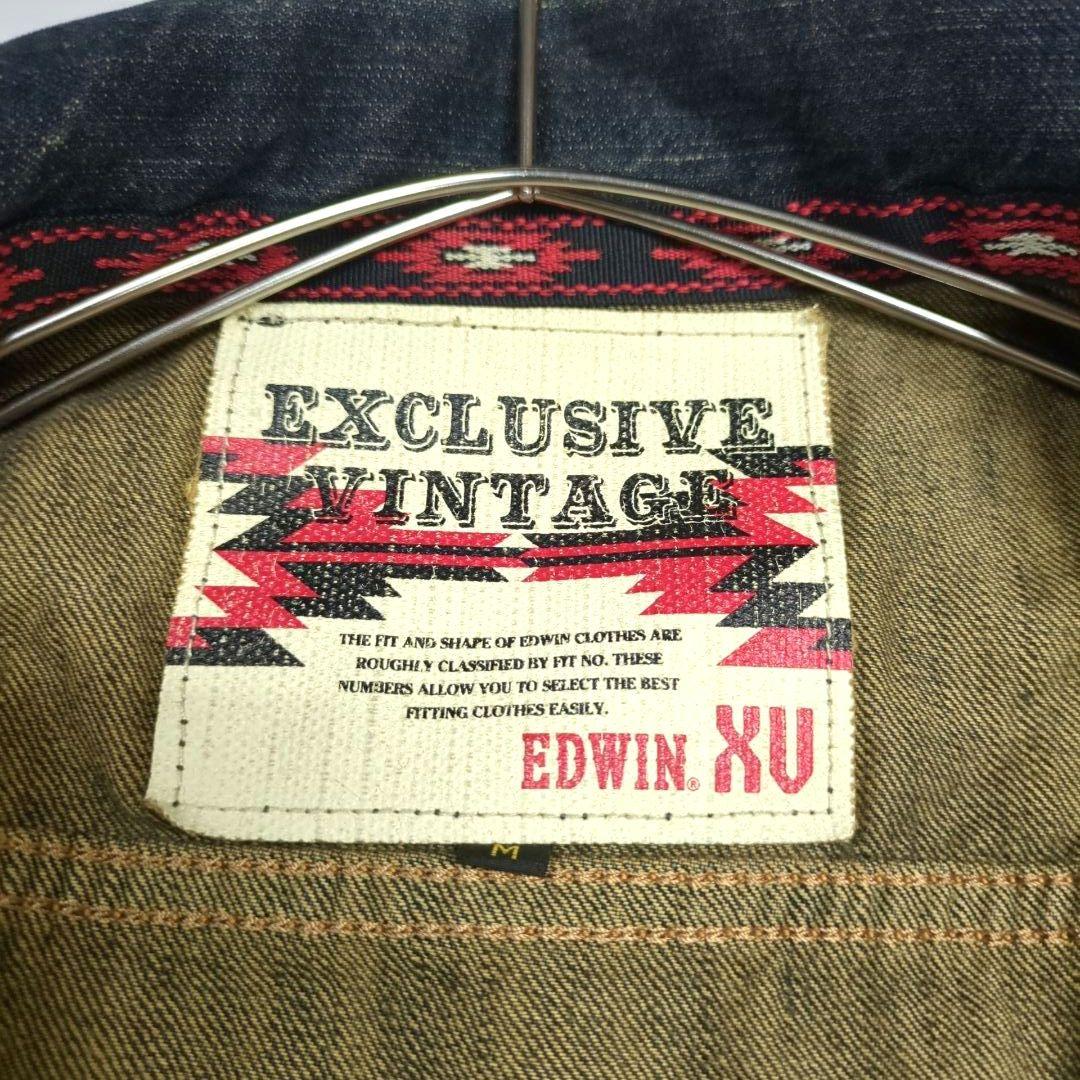 EXCLUSIVE
VINTAGE
THE FIT AND SHAPE OF EDWIN CLOTHES ARE
ROUGHLY CLASSIFIED BY FIT NO. THESE
NUMBERS ALLOW YOU TO SELECT THE BEST
FITTING CLOTHES EASILY.
EDWIN® XV
M